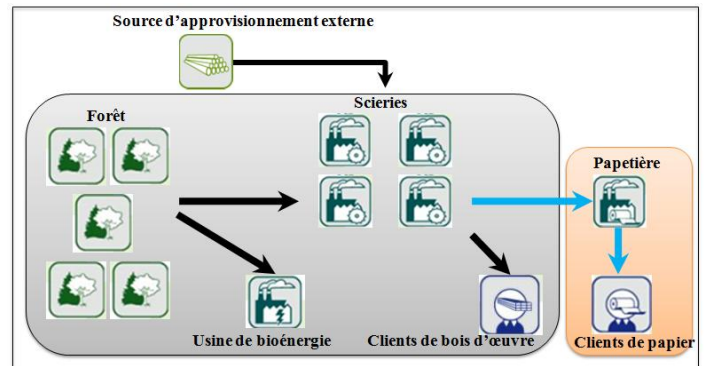 Source d'approvisionnement externe
Forêt
Scieries
Papetière
Usine de bioénergie
Clients de bois d'œuvre
Clients de papier